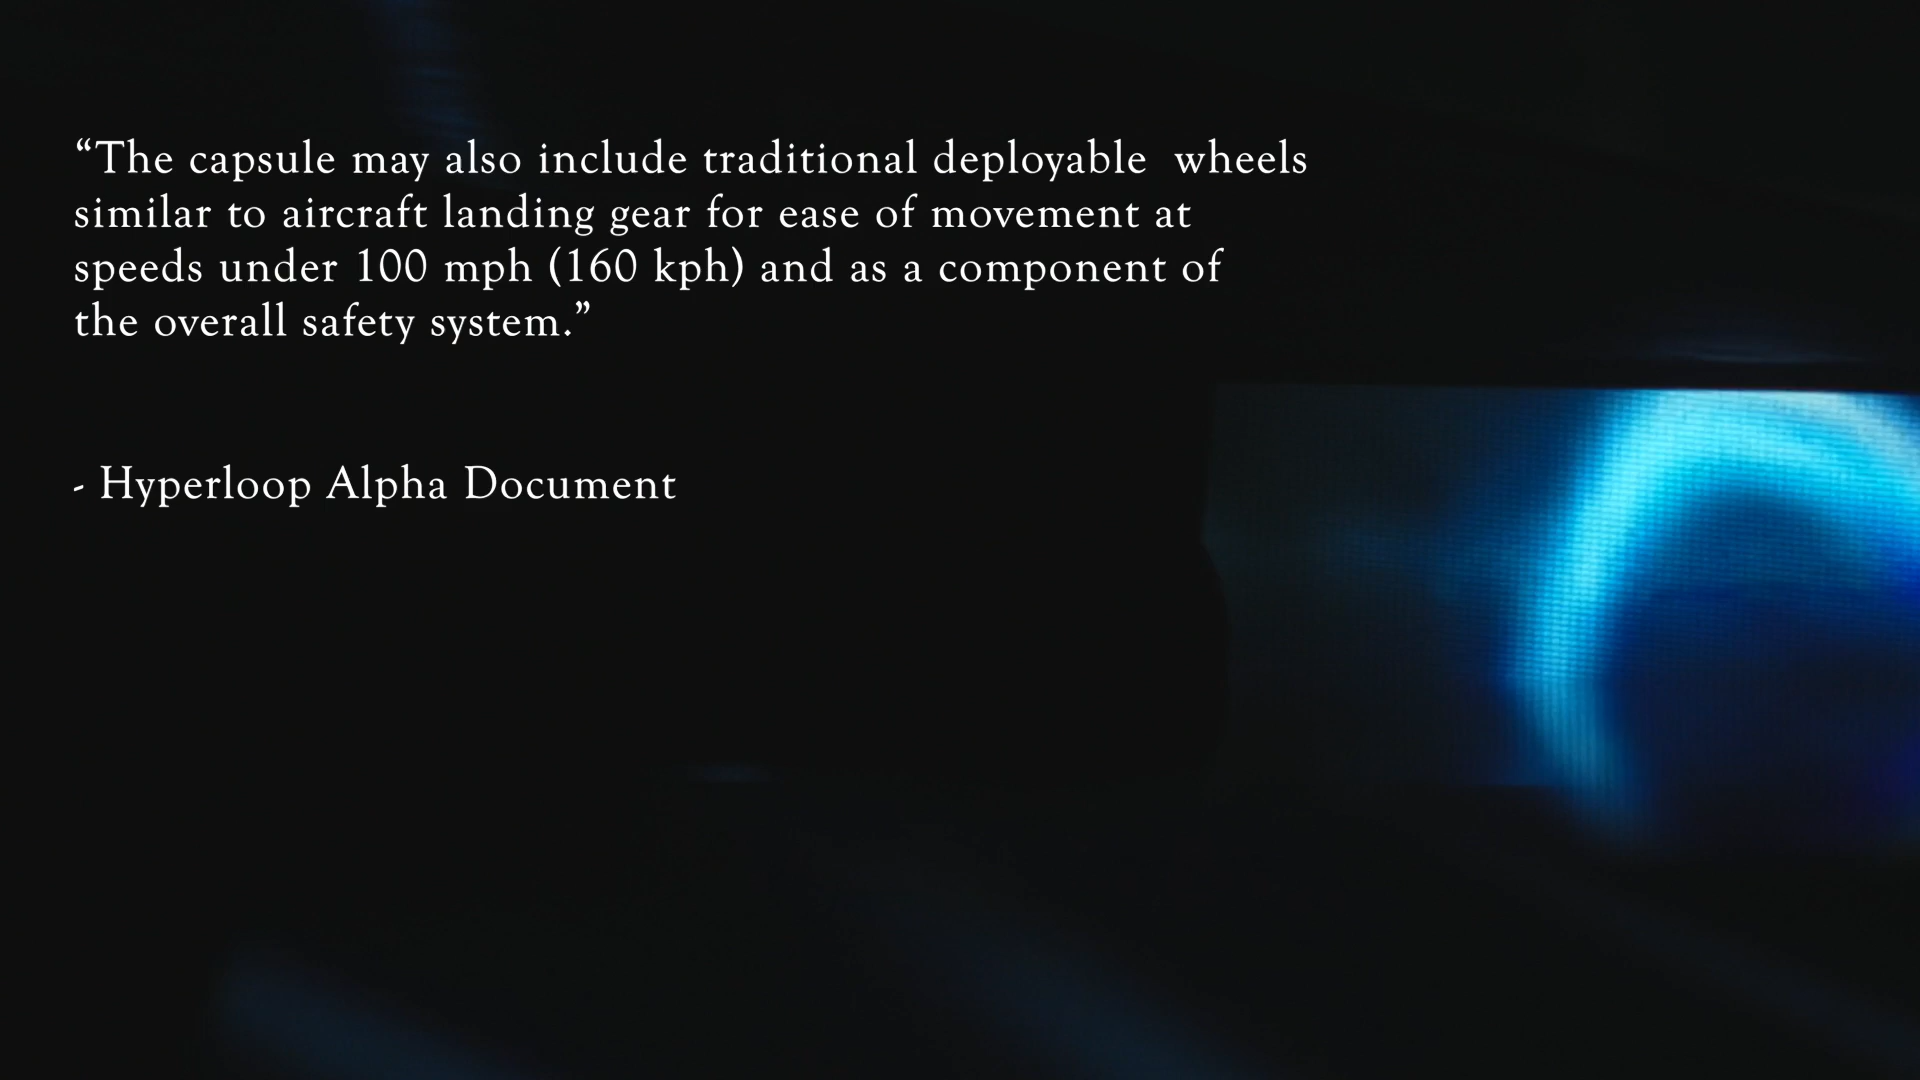 “The capsule may also include traditional deployable  wheels
similar to aircraft landing gear for ease of movement at
speeds under 100 mph (160 kph) and as a component of
the overall safety system.”
- Hyperloop Alpha Document